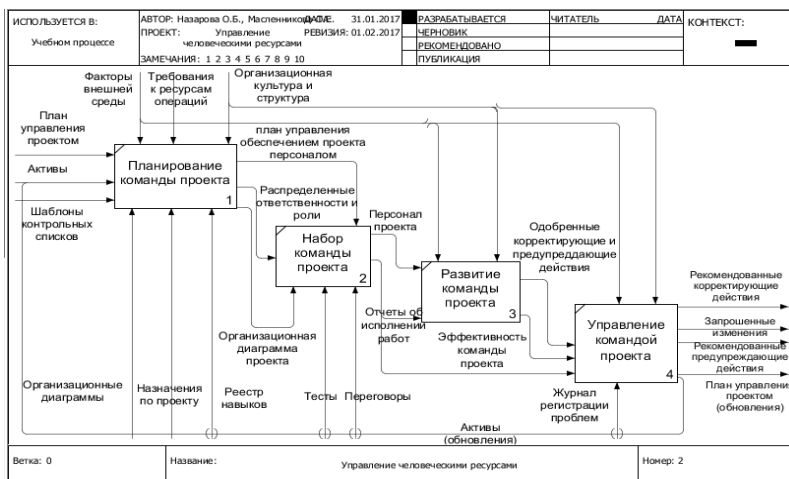 ИСПОЛЬЗУЕТСЯ В:
Учебном процессе
АВТОР: Назарова О.Б., Масленникова О.Е.
ДАТА: 31.01.2017
ПРОЕКТ: Управление
человеческими ресурсами
РЕВИЗИЯ: 01.02.2017
ЗАМЕЧАНИЯ: 1 2 3 4 5 6 7 8 9 10
РАЗРАБАТЫВАЕТСЯ
ЧЕРНОВИК
РЕКОМЕНДОВАНО
ПУБЛИКАЦИЯ
ЧИТАТЕЛЬ
ДАТА
КОНТЕКСТ:
Факторы
внешней
среды
Требования
к ресурсам
операций
Организационная
культура и
структура
План
управления
проектом
Активы
Шаблоны
контрольных
списков
Планирование
команды проекта
1
план управления
обеспечением проекта
персоналом
Распределенные
ответственности и
роли
Набор
команды
проекта
2
Персонал
проекта
Развитие
команды
проекта
3
Одобренные
корректирующие и
предупреддающие
действия
Управление
командой
проекта
4
Рекомендованные
корректирующие
действия
Запрошенные
изменения
Рекомендованные
предупреждающие
действия
План управления
проектом
(обновления)
Организационная
диаграмма проекта
Отчеты об
исполнении
работ
Эффективность
команды
проекта
Организационные
диаграммы
Назначения
по проекту
Реестр
навыков
Тесты
Переговоры
Журнал
регистрации
проблем
Активы
(обновления)
Ветка: 0
Название:
Управление человеческими ресурсами
Номер: 2